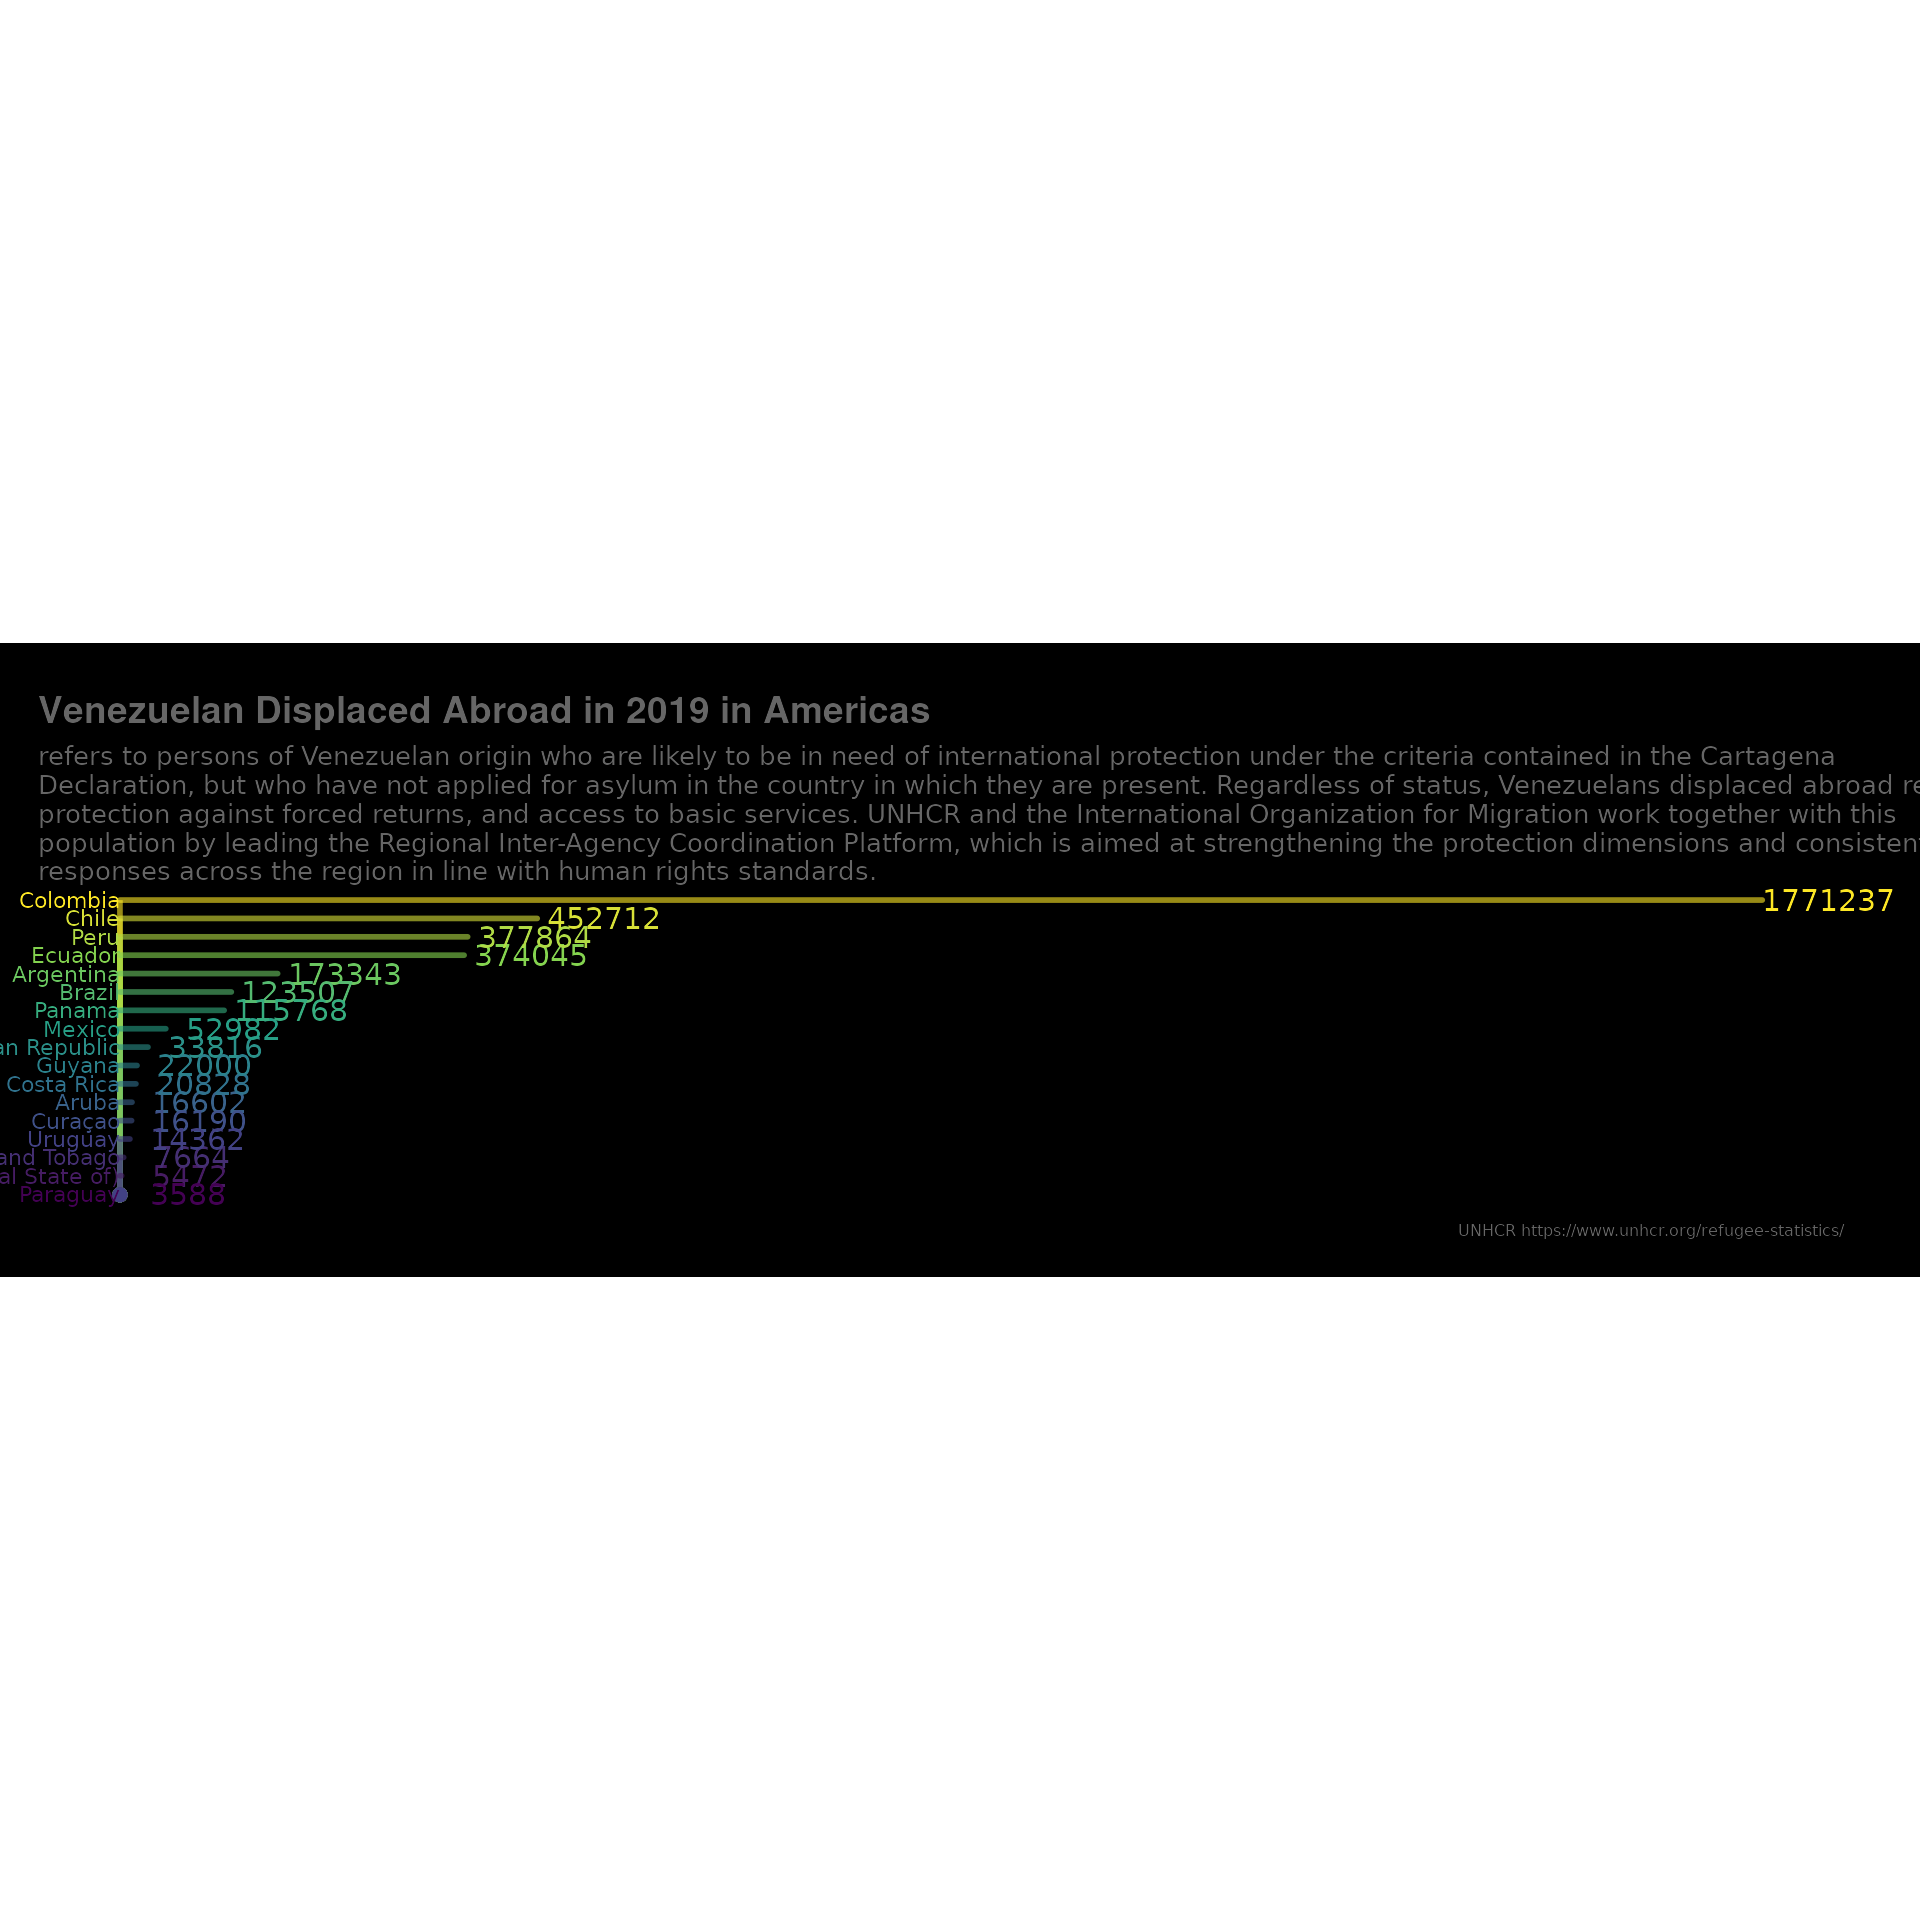 Venezuelan Displaced Abroad in 2019 in Americas
refers to persons of Venezuelan origin who are likely to be in need of international protection under the criteria contained in the Cartagena
Declaration, but who have not applied for asylum in the country in which they are present. Regardless of status, Venezuelans displaced abroad re
protection against forced returns, and access to basic services. UNHCR and the International Organization for Migration work together with this
population by leading the Regional Inter-Agency Coordination Platform, which is aimed at strengthening the protection dimensions and consisten
responses across the region in line with human rights standards.
Colombia 1771237
Chile 452712
Peru 377864
Ecuador 374045
Argentina 173343
Brazil 123507
Panama 115768
Mexico 52982
an Republic 33816
Guyana 22000
Costa Rica 20828
Aruba 16602
Curaçao 16190
Uruguay 14362
and Tobago 7664
al State of) 5472
Paraguay 3588
UNHCR https://www.unhcr.org/refugee-statistics/